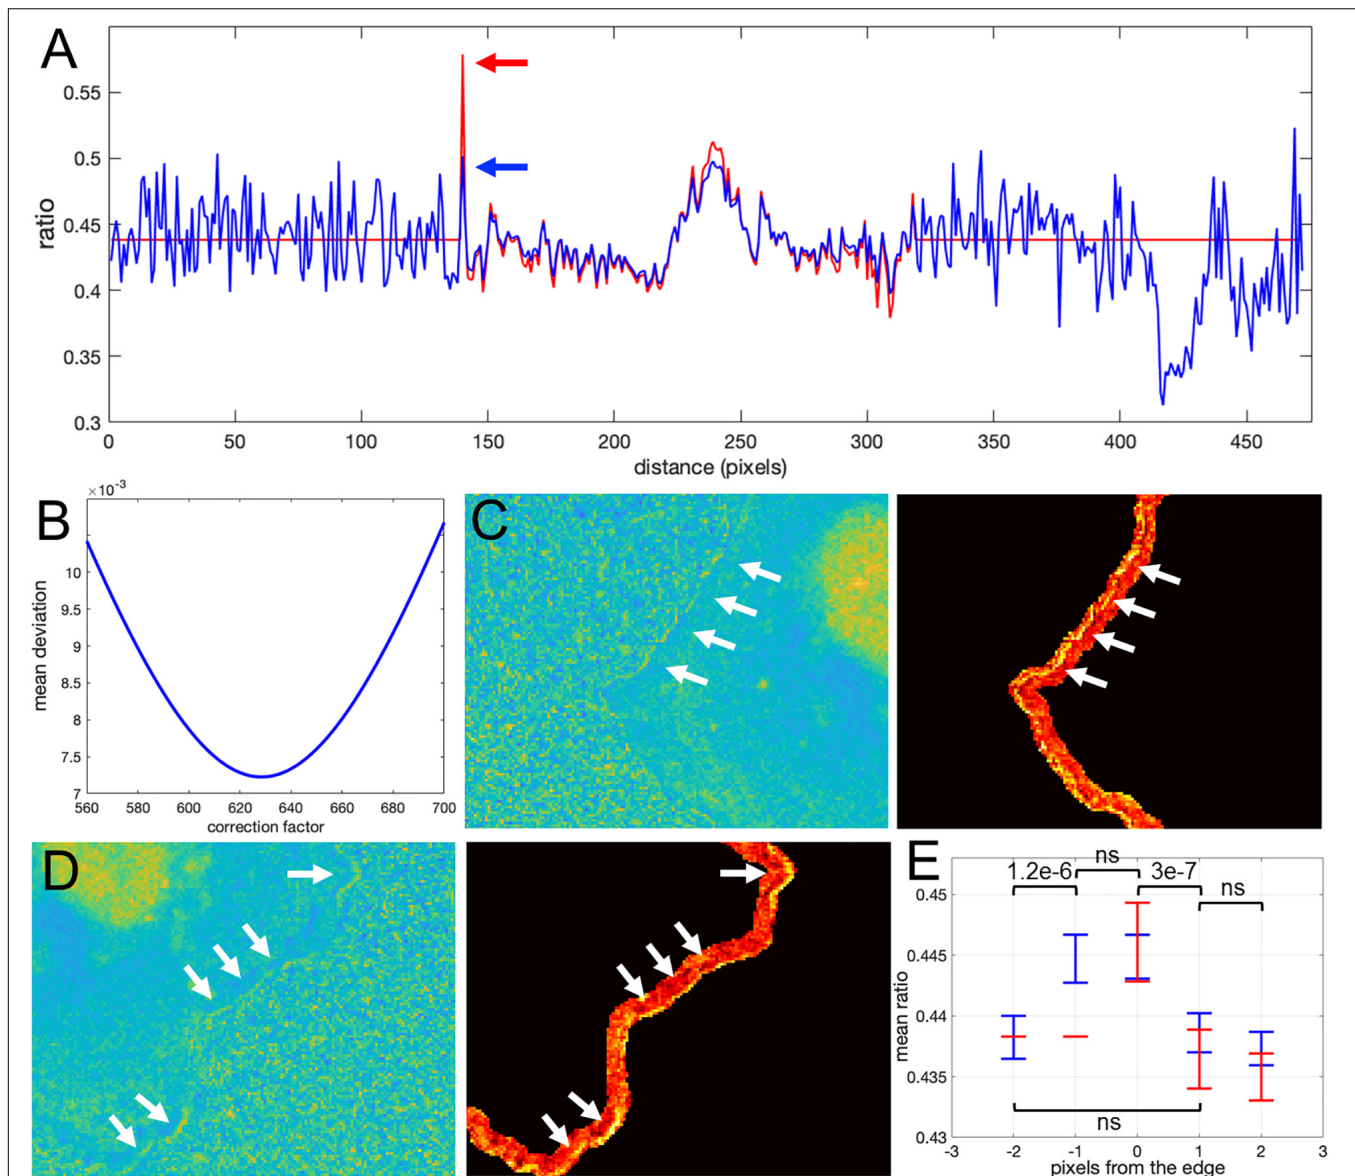 A
0.55
0.5
0.45
0.4
0.35
0.3
ratio
0 50 100 150 200 250 300 350 400 450
distance (pixels)
B
×10⁻³
10
9.5
9
8.5
8
7.5
7
mean deviation
560 580 600 620 640 660 680 700
correction factor
C
D
E
1.2e-6
ns
3e-7
ns
ns
0.45
0.445
0.44
0.435
0.43
mean ratio
-3 -2 -1 0 1 2 3
pixels from the edge